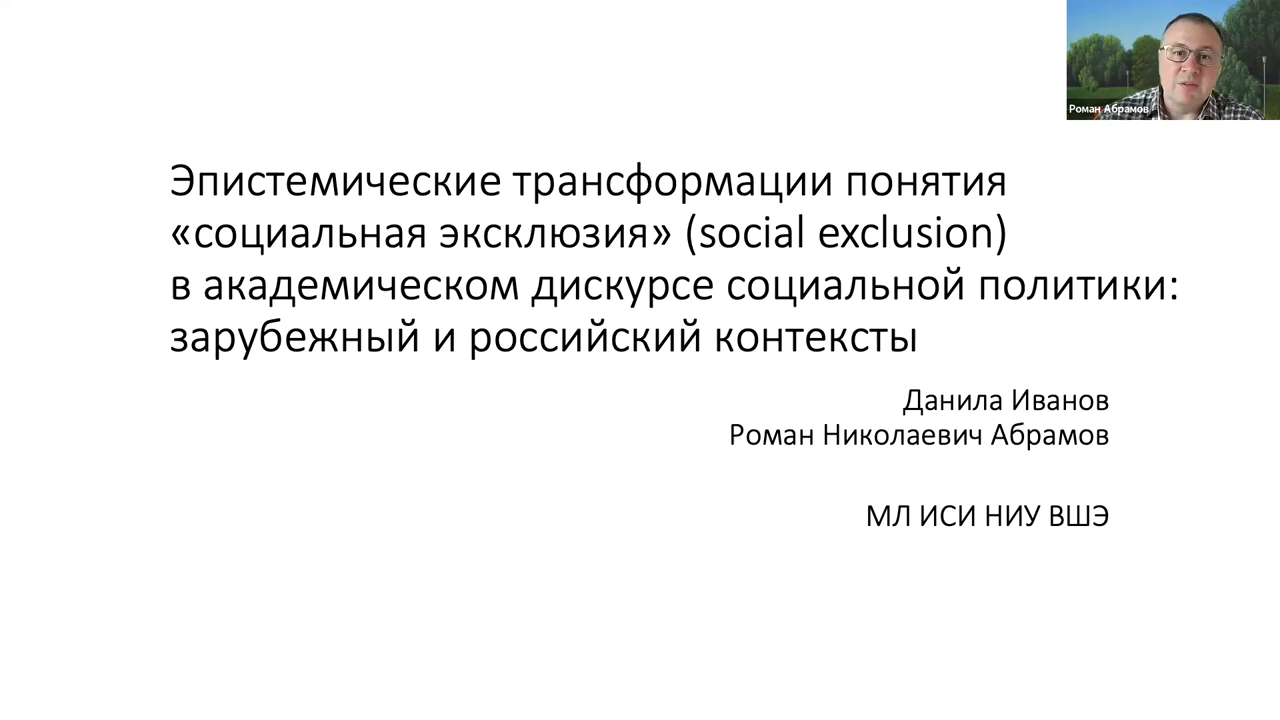 Роман Абрамов
Эпистемические трансформации понятия
«социальная эксклюзия» (social exclusion)
в академическом дискурсе социальной политики:
зарубежный и российский контексты
Данила Иванов
Роман Николаевич Абрамов
МЛ ИСИ НИУ ВШЭ